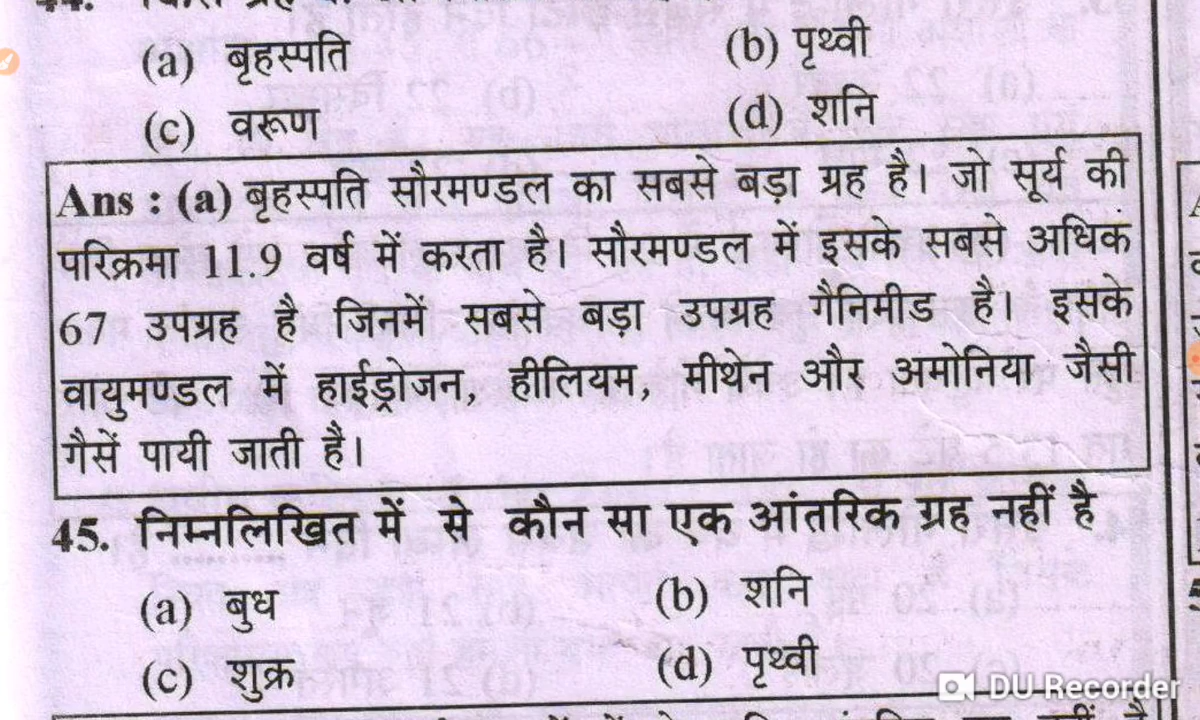 (a) बृहस्पति (b) पृथ्वी
(c) वरूण (d) शनि
Ans : (a) बृहस्पति सौरमण्डल का सबसे बड़ा ग्रह है। जो सूर्य की
परिक्रमा 11.9 वर्ष में करता है। सौरमण्डल में इसके सबसे अधिक
67 उपग्रह है जिनमें सबसे बड़ा उपग्रह गैनिमीड है। इसके
वायुमण्डल में हाईड्रोजन, हीलियम, मीथेन और अमोनिया जैसी
गैसें पायी जाती है।
45. निम्नलिखित में से कौन सा एक आंतरिक ग्रह नहीं है
(a) बुध (b) शनि
(c) शुक्र (d) पृथ्वी
DU Recorder